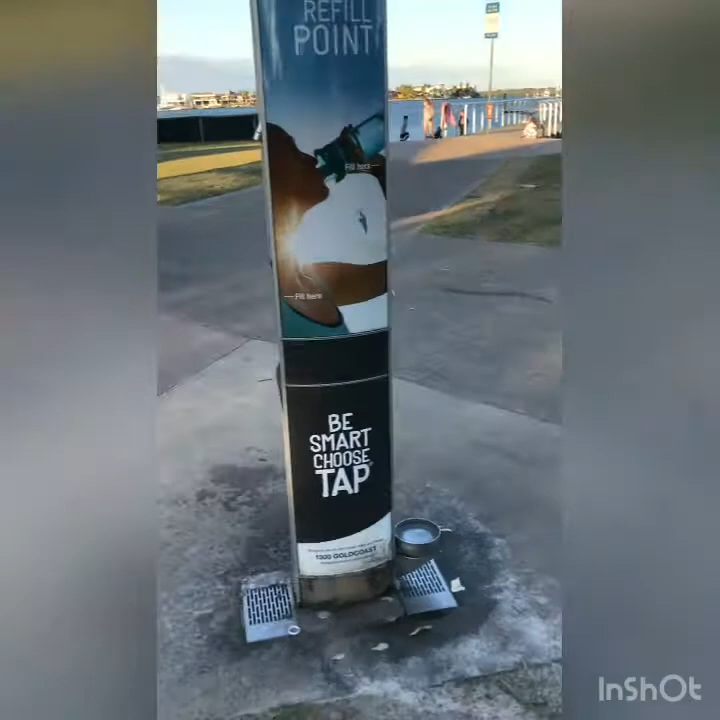 REFILL
POINT
Fill here
Fill here
BE
SMART
CHOOSE
TAP
1300 GOLDCOAST
InShOt